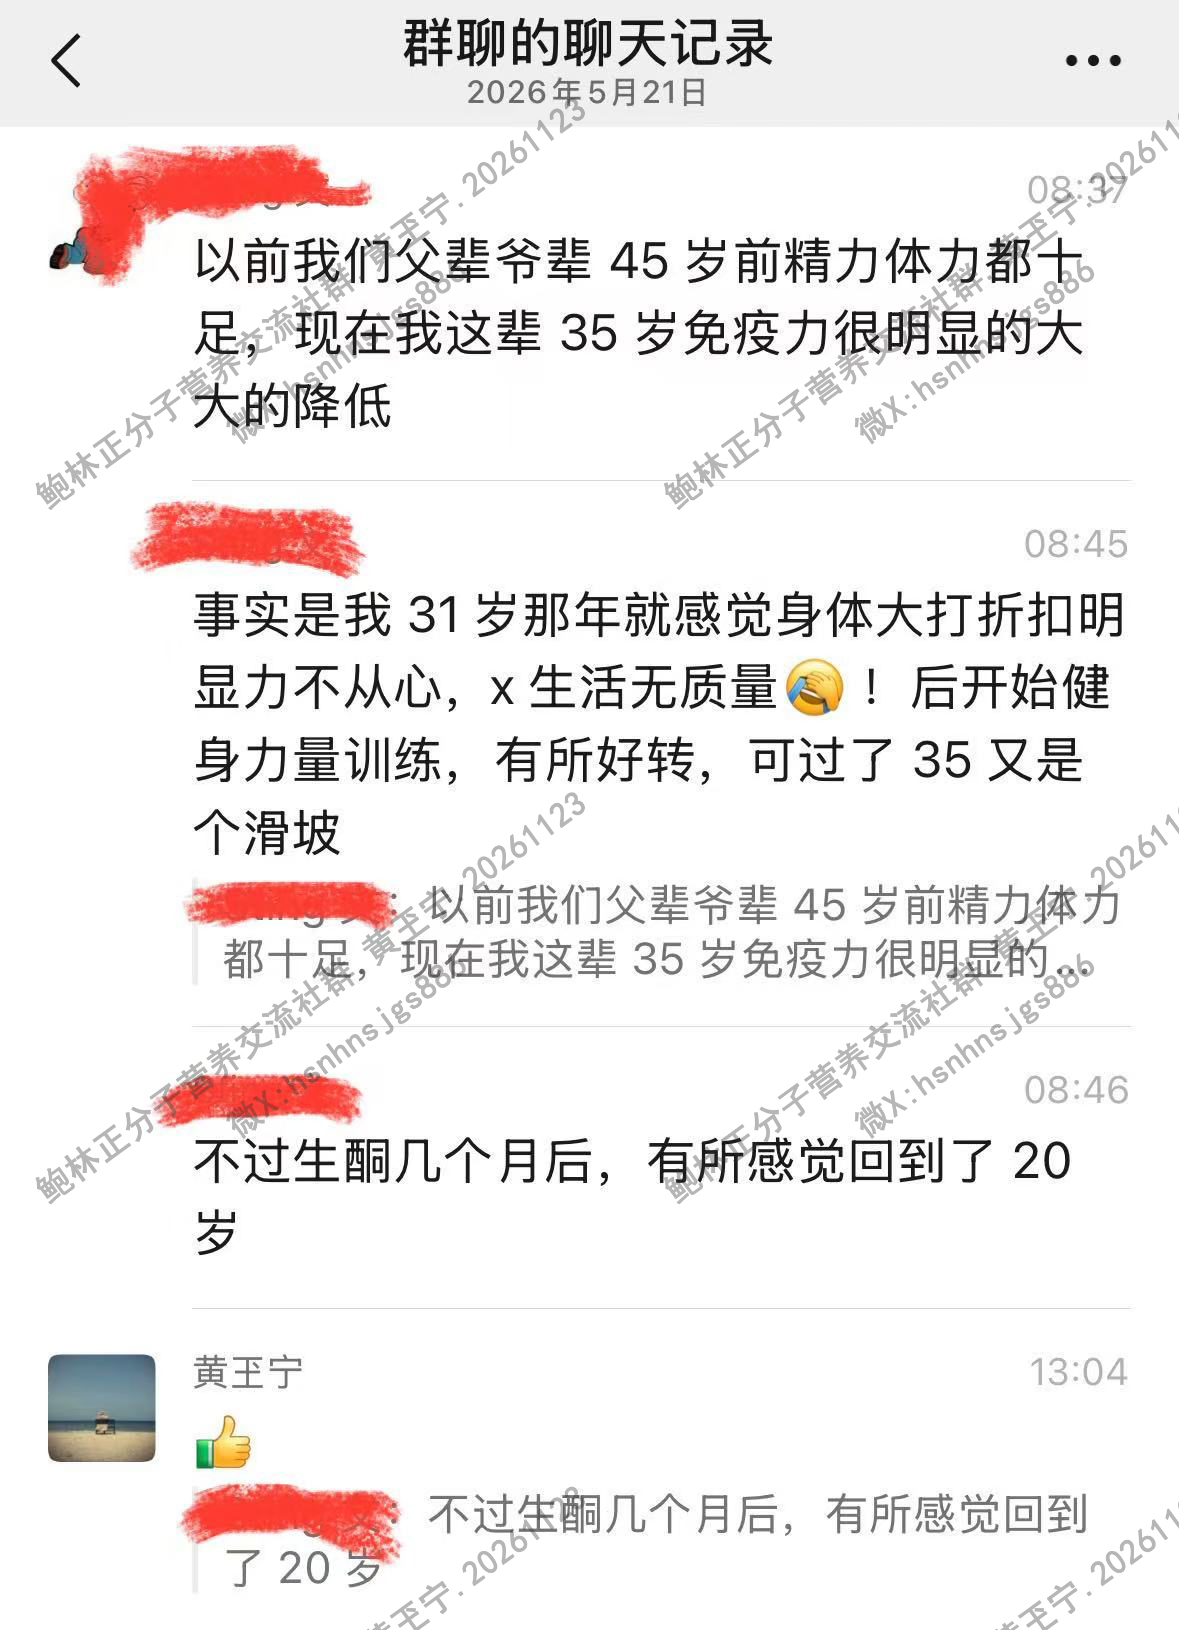 群聊的聊天记录
2026年5月21日
08:37
以前我们父辈爷辈 45 岁前精力体力都十
足，现在我这辈 35 岁免疫力很明显的大
大的降低
08:45
事实是我 31 岁那年就感觉身体大打折扣明
显力不从心，x 生活无质量🤦！后开始健
身力量训练，有所好转，可过了 35 又是
个滑坡
：以前我们父辈爷辈 45 岁前精力体力
都十足，现在我这辈 35 岁免疫力很明显的...
08:46
不过生酮几个月后，有所感觉回到了 20
岁
黄玊宁
13:04
👍
：不过生酮几个月后，有所感觉回到
了 20 岁
鲍林正分子营养交流社群 黄玊宁. 20261123
微X:hsnhnsjgs886